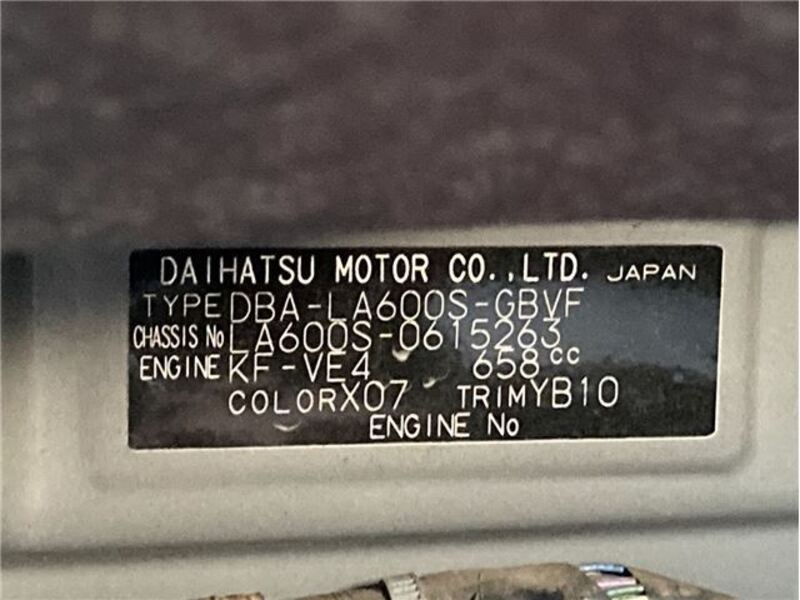 DAIHATSU MOTOR CO.,LTD. JAPAN
TYPE DBA-LA600S-GBVF
CHASSIS No LA600S-0615263
ENGINE KF-VE4 658cc
COLOR X07 TRIM YB10
ENGINE No